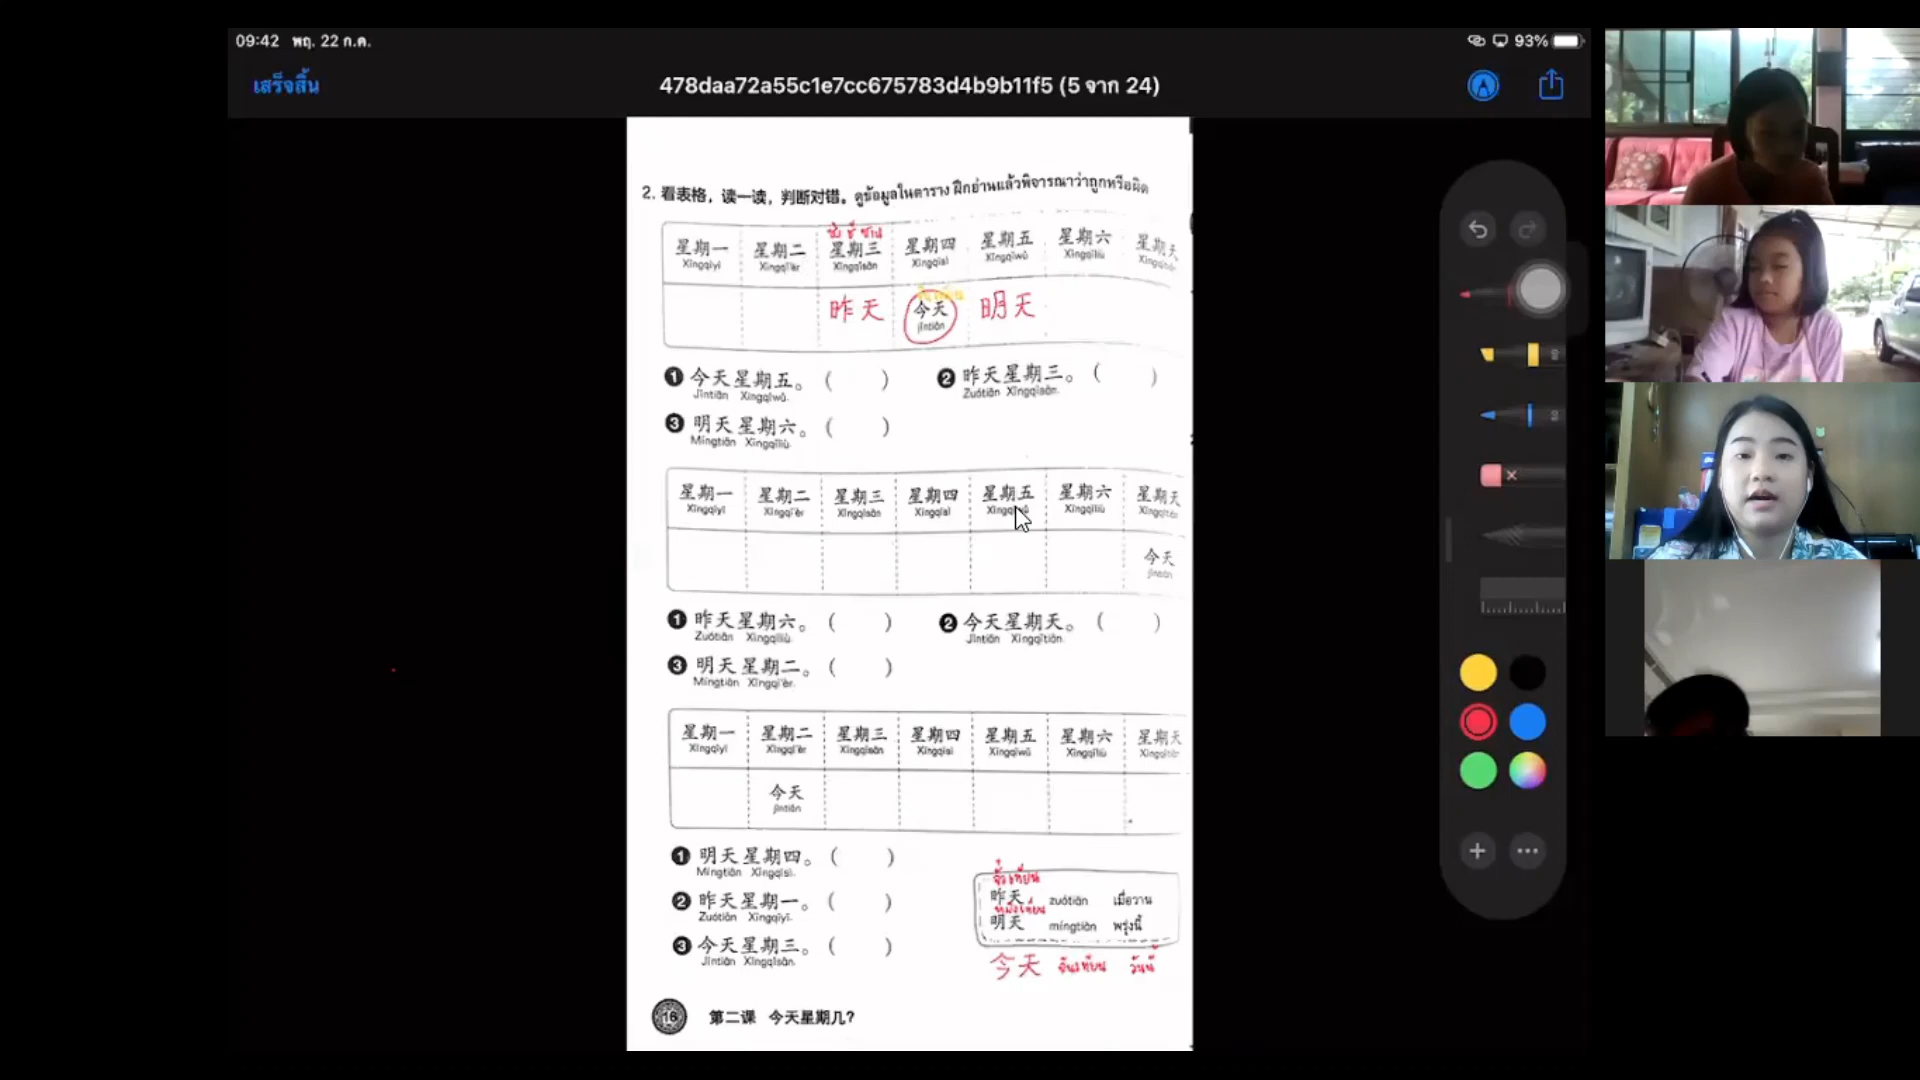 09:42 พฤ. 22 ก.ค.
93%
เสร็จสิ้น
478daa72a55c1e7cc675783d4b9b11f5 (5 จาก 24)
2. 看表格，读一读，判断对错。ดูข้อมูลในตาราง ฝึกอ่านแล้วพิจารณาว่าถูกหรือผิด
星期一 星期二 星期三 星期四 星期五 星期六 星期天
Xīngqīyī Xīngqī'èr Xīngqīsān Xīngqīsì Xīngqīwǔ Xīngqīliù
昨天 今天 明天
jīntiān
❶ 今天星期五。（ ） ❷ 昨天星期三。（ ）
Jīntiān Xīngqīwǔ. Zuótiān Xīngqīsān.
❸ 明天星期六。（ ）
Míngtiān Xīngqīliù.
星期一 星期二 星期三 星期四 星期五 星期六 星期天
Xīngqīyī Xīngqī'èr Xīngqīsān Xīngqīsì Xīngqīliù
今天
jīntiān
❶ 昨天星期六。（ ） ❷ 今天星期天。（ ）
Zuótiān Xīngqīliù. Jīntiān Xīngqītiān.
❸ 明天星期二。（ ）
Míngtiān Xīngqī'èr.
星期一 星期二 星期三 星期四 星期五 星期六 星期天
Xīngqīyī Xīngqī'èr Xīngqīsān Xīngqīsì Xīngqīwǔ Xīngqīliù
今天
jīntiān
❶ 明天星期四。（ ）
Míngtiān Xīngqīsì.
❷ 昨天星期一。（ ）
Zuótiān Xīngqīyī.
❸ 今天星期三。（ ）
Jīntiān Xīngqīsān.
昨天 zuótiān เมื่อวาน
明天 míngtiān พรุ่งนี้
今天 จินเทียน วันนี้
16 第二课 今天星期几？